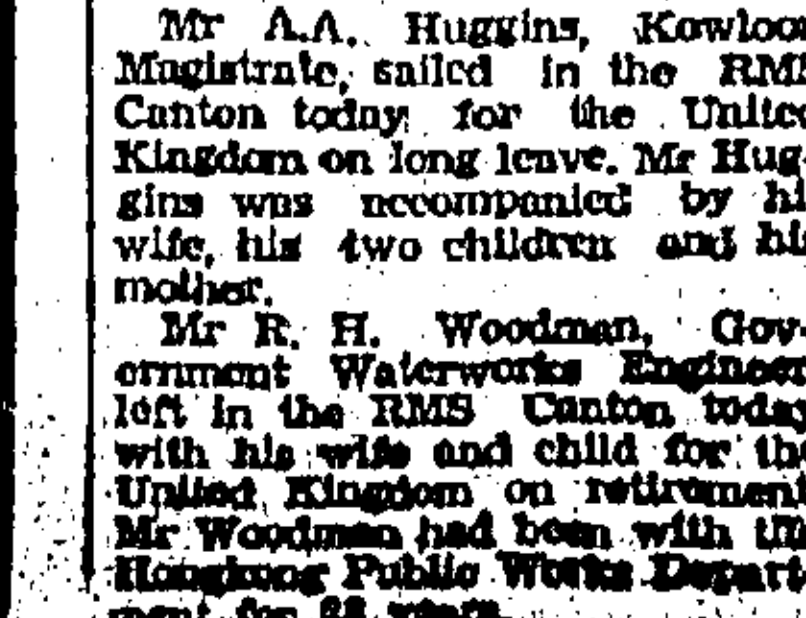 Mr A.A. Huggins, Kowloon
Magistrate, sailed in the RMS
Canton today for the United
Kingdom on long leave. Mr Hug-
gins was accompanied by his
wife, his two children and his
mother.
Mr R. H. Woodman, Gov-
ernment Waterworks Engineer
left in the RMS Canton today
with his wife and child for the
United Kingdom on retirement
Mr Woodman had been with the
Hongkong Public Works Depart-
ment for years.